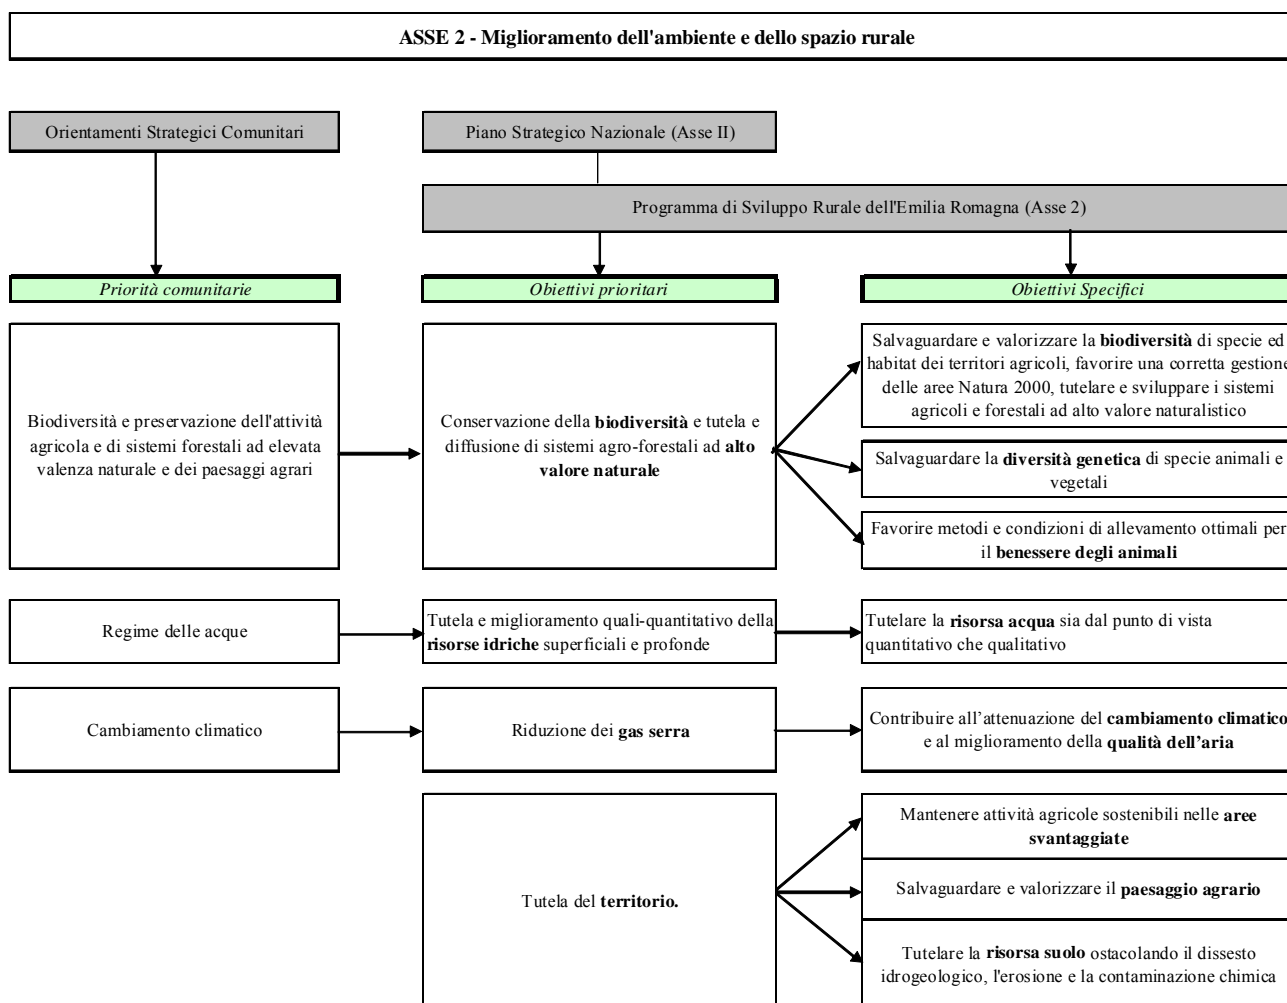 ASSE 2 - Miglioramento dell'ambiente e dello spazio rurale
Orientamenti Strategici Comunitari
Piano Strategico Nazionale (Asse II)
Programma di Sviluppo Rurale dell'Emilia Romagna (Asse 2)
Priorità comunitarie
Obiettivi prioritari
Obiettivi Specifici
Biodiversità e preservazione dell'attività
agricola e di sistemi forestali ad elevata
valenza naturale e dei paesaggi agrari
Conservazione della biodiversità e tutela e
diffusione di sistemi agro-forestali ad alto
valore naturale
Salvaguardare e valorizzare la biodiversità di specie ed
habitat dei territori agricoli, favorire una corretta gestione
delle aree Natura 2000, tutelare e sviluppare i sistemi
agricoli e forestali ad alto valore naturalistico
Salvaguardare la diversità genetica di specie animali e
vegetali
Favorire metodi e condizioni di allevamento ottimali per
il benessere degli animali
Regime delle acque
Tutela e miglioramento quali-quantitativo della
risorse idriche superficiali e profonde
Tutelare la risorsa acqua sia dal punto di vista
quantitativo che qualitativo
Cambiamento climatico
Riduzione dei gas serra
Contribuire all'attenuazione del cambiamento climatico
e al miglioramento della qualità dell'aria
Tutela del territorio.
Mantenere attività agricole sostenibili nelle aree
svantaggiate
Salvaguardare e valorizzare il paesaggio agrario
Tutelare la risorsa suolo ostacolando il dissesto
idrogeologico, l'erosione e la contaminazione chimica